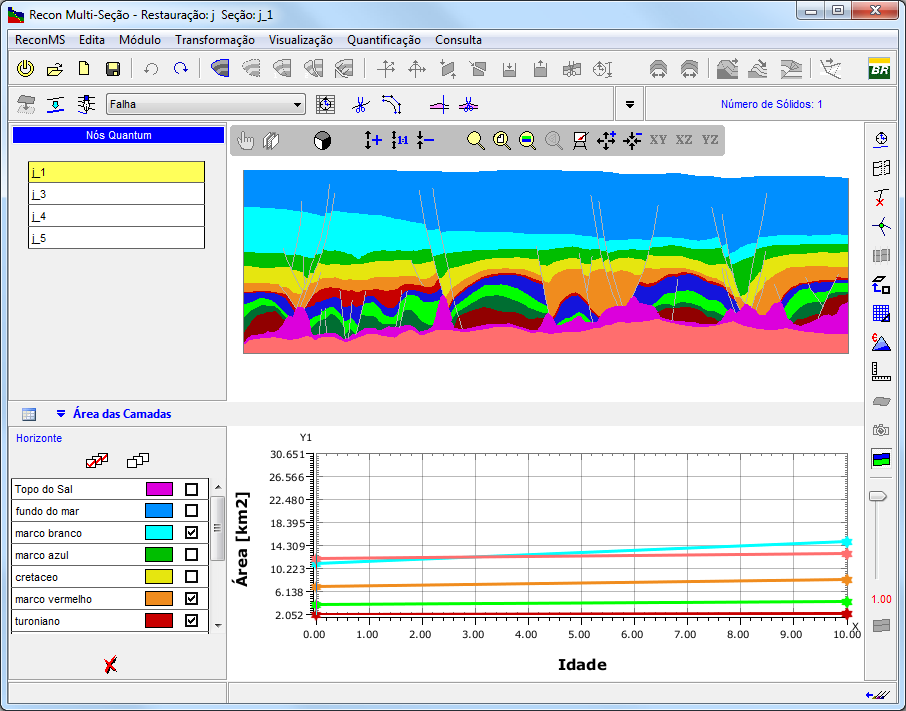 Recon Multi-Seção - Restauração: j  Seção: j_1
ReconMS Edita Módulo Transformação Visualização Quantificação Consulta
BR
Falha
Número de Sólidos: 1
Nós Quantum
1:1
XY XZ YZ
j_1
j_3
j_4
j_5
Área das Camadas
Horizonte
Topo do Sal
fundo do mar
marco branco
marco azul
cretaceo
marco vermelho
turoniano
Y1
30.651
26.566
22.480
18.395
14.309
10.223
6.138
2.052
Área [km2]
0.00 1.00 2.00 3.00 4.00 5.00 6.00 7.00 8.00 9.00 10.00
X
Idade
1.00